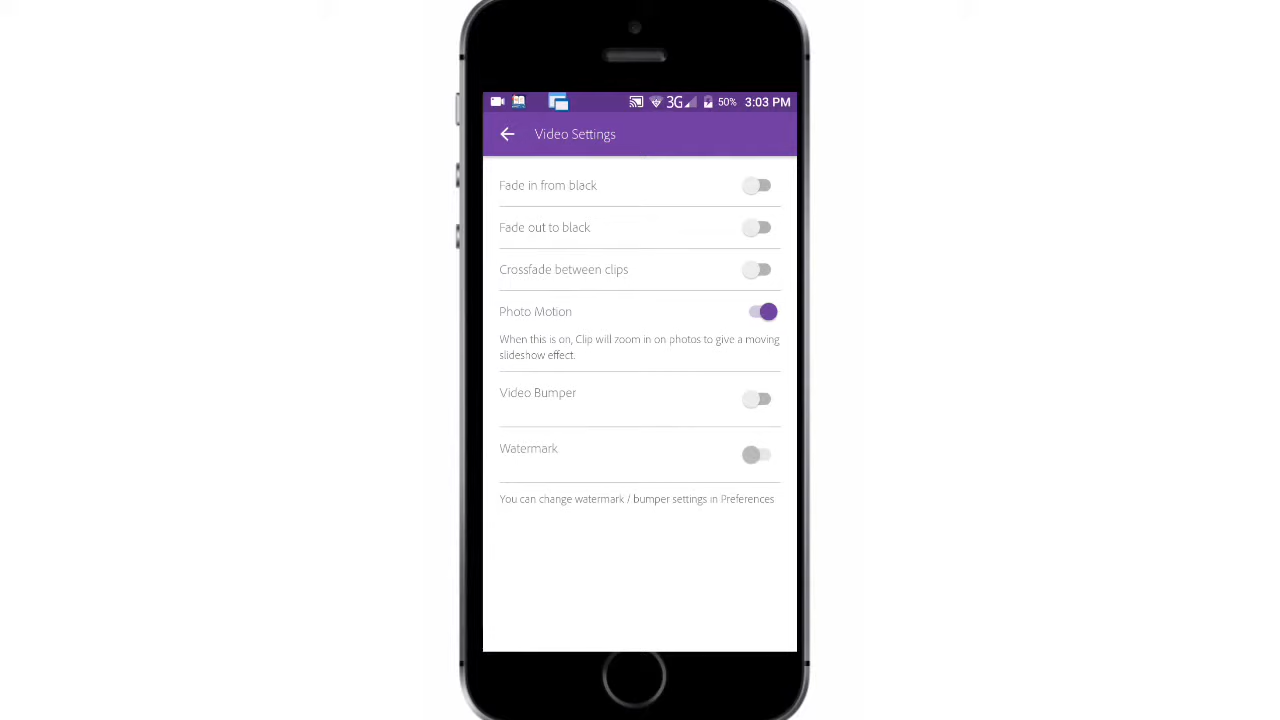 3G 50% 3:03 PM
Video Settings
Fade in from black
Fade out to black
Crossfade between clips
Photo Motion
When this is on, Clip will zoom in on photos to give a moving
slideshow effect.
Video Bumper
Watermark
You can change watermark / bumper settings in Preferences